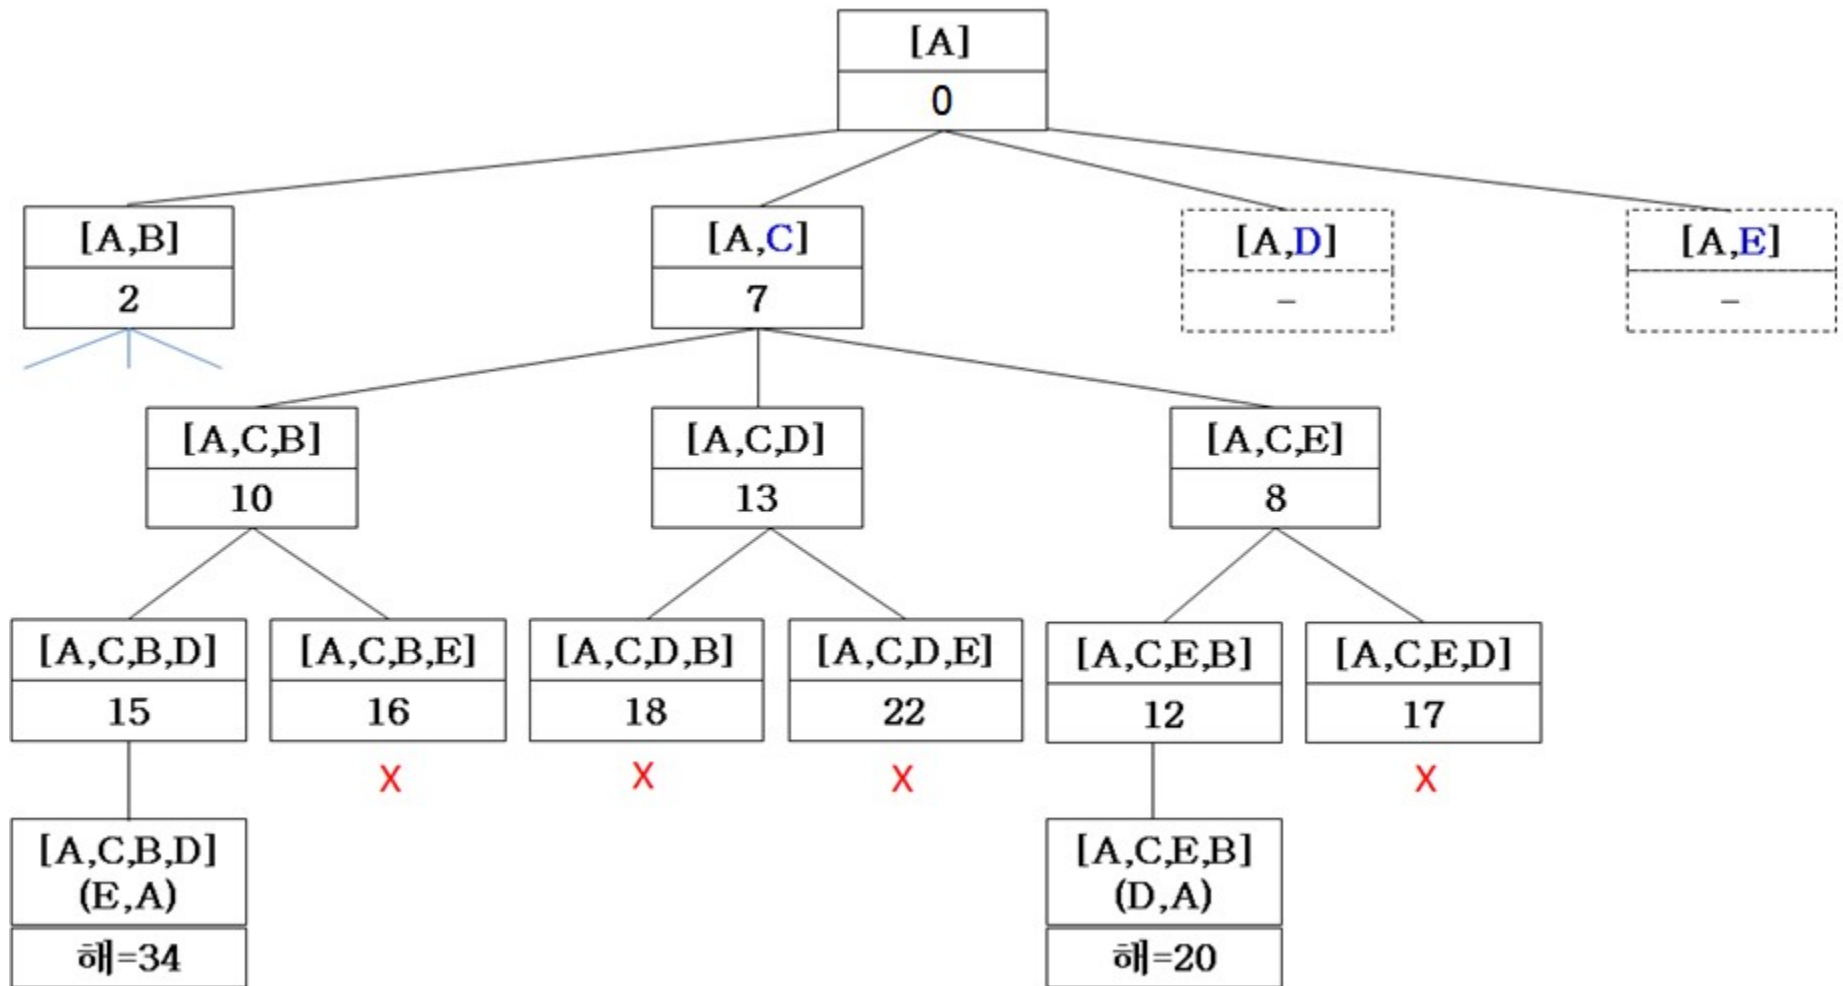 [A]
0
[A,B]
2
[A,C]
7
[A,D]
–
[A,E]
–
[A,C,B]
10
[A,C,D]
13
[A,C,E]
8
[A,C,B,D]
15
[A,C,B,E]
16
[A,C,D,B]
18
[A,C,D,E]
22
[A,C,E,B]
12
[A,C,E,D]
17
X
X
X
X
[A,C,B,D]
(E,A)
해=34
[A,C,E,B]
(D,A)
해=20